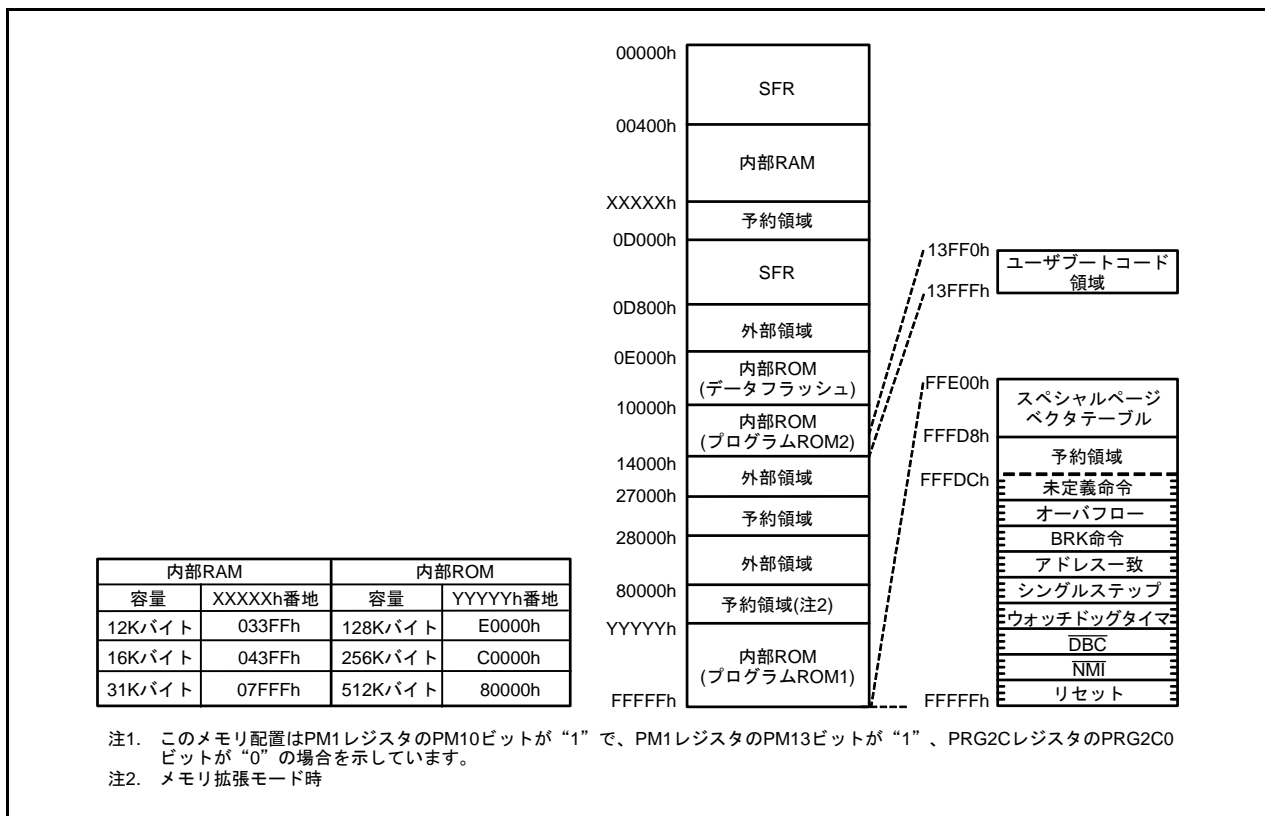 00000h
SFR
00400h
内部RAM
XXXXXh
予約領域
0D000h
SFR
0D800h
外部領域
0E000h
内部ROM
(データフラッシュ)
10000h
内部ROM
(プログラムROM2)
14000h
外部領域
27000h
予約領域
28000h
外部領域
80000h
予約領域(注2)
YYYYYh
内部ROM
(プログラムROM1)
FFFFFh
13FF0h
ユーザブートコード
領域
13FFFh
FFE00h
スペシャルページ
ベクタテーブル
FFFD8h
予約領域
FFFDCh
未定義命令
オーバフロー
BRK命令
アドレス一致
シングルステップ
ウォッチドッグタイマ
DBC
NMI
リセット
FFFFFh
内部RAM 内部ROM
容量 XXXXXh番地 容量 YYYYYh番地
12Kバイト 033FFh 128Kバイト E0000h
16Kバイト 043FFh 256Kバイト C0000h
31Kバイト 07FFFh 512Kバイト 80000h
注1. このメモリ配置はPM1レジスタのPM10ビットが“1”で、PM1レジスタのPM13ビットが“1”、PRG2CレジスタのPRG2C0
ビットが“0”の場合を示しています。
注2. メモリ拡張モード時